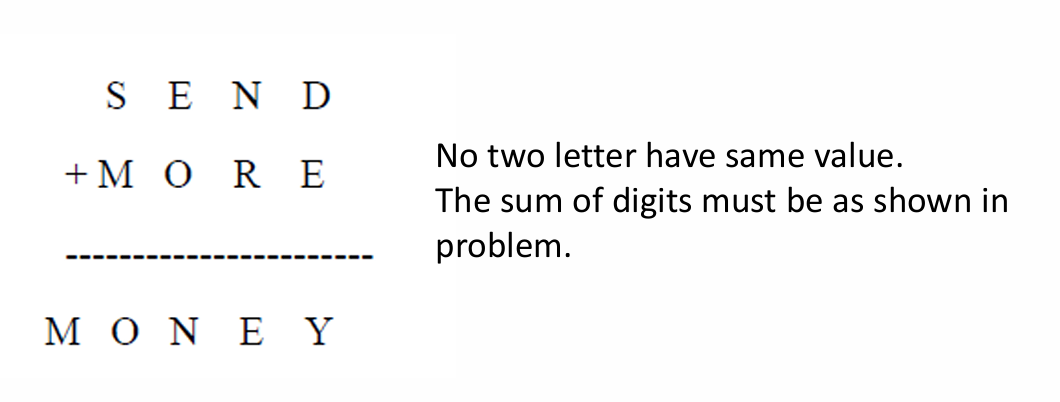 S E N D
+ M O R E
-----------------------
M O N E Y
No two letter have same value.
The sum of digits must be as shown in
problem.